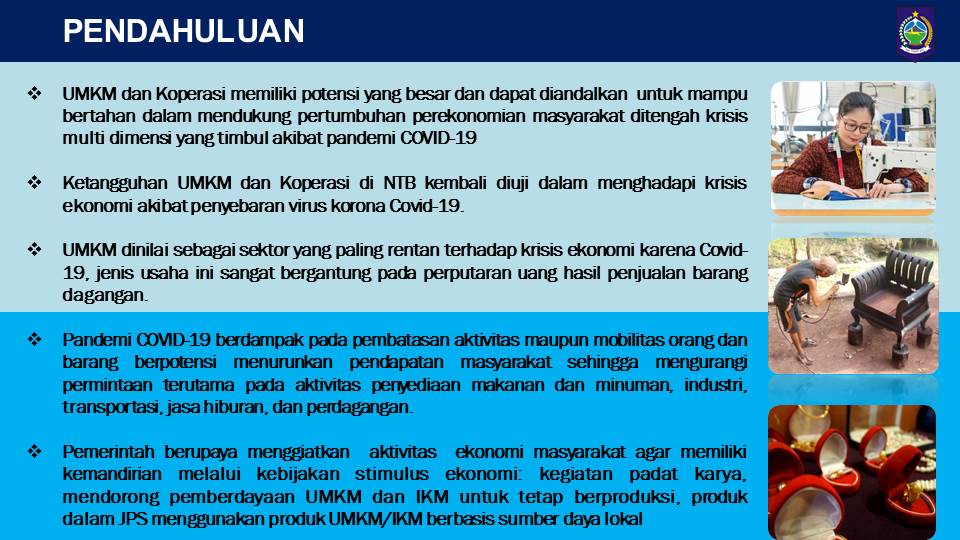 PENDAHULUAN
❖ UMKM dan Koperasi memiliki potensi yang besar dan dapat diandalkan untuk mampu
bertahan dalam mendukung pertumbuhan perekonomian masyarakat ditengah krisis
multi dimensi yang timbul akibat pandemi COVID-19
❖ Ketangguhan UMKM dan Koperasi di NTB kembali diuji dalam menghadapi krisis
ekonomi akibat penyebaran virus korona Covid-19.
❖ UMKM dinilai sebagai sektor yang paling rentan terhadap krisis ekonomi karena Covid-
19, jenis usaha ini sangat bergantung pada perputaran uang hasil penjualan barang
dagangan.
❖ Pandemi COVID-19 berdampak pada pembatasan aktivitas maupun mobilitas orang dan
barang berpotensi menurunkan pendapatan masyarakat sehingga mengurangi
permintaan terutama pada aktivitas penyediaan makanan dan minuman, industri,
transportasi, jasa hiburan, dan perdagangan.
❖ Pemerintah berupaya menggiatkan aktivitas ekonomi masyarakat agar memiliki
kemandirian melalui kebijakan stimulus ekonomi: kegiatan padat karya,
mendorong pemberdayaan UMKM dan IKM untuk tetap berproduksi, produk
dalam JPS menggunakan produk UMKM/IKM berbasis sumber daya lokal